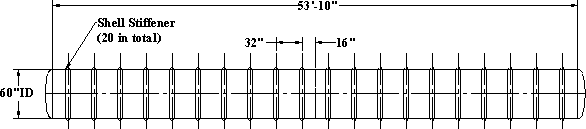 53'-10"
Shell Stiffener
(20 in total)
32"
16"
60"ID